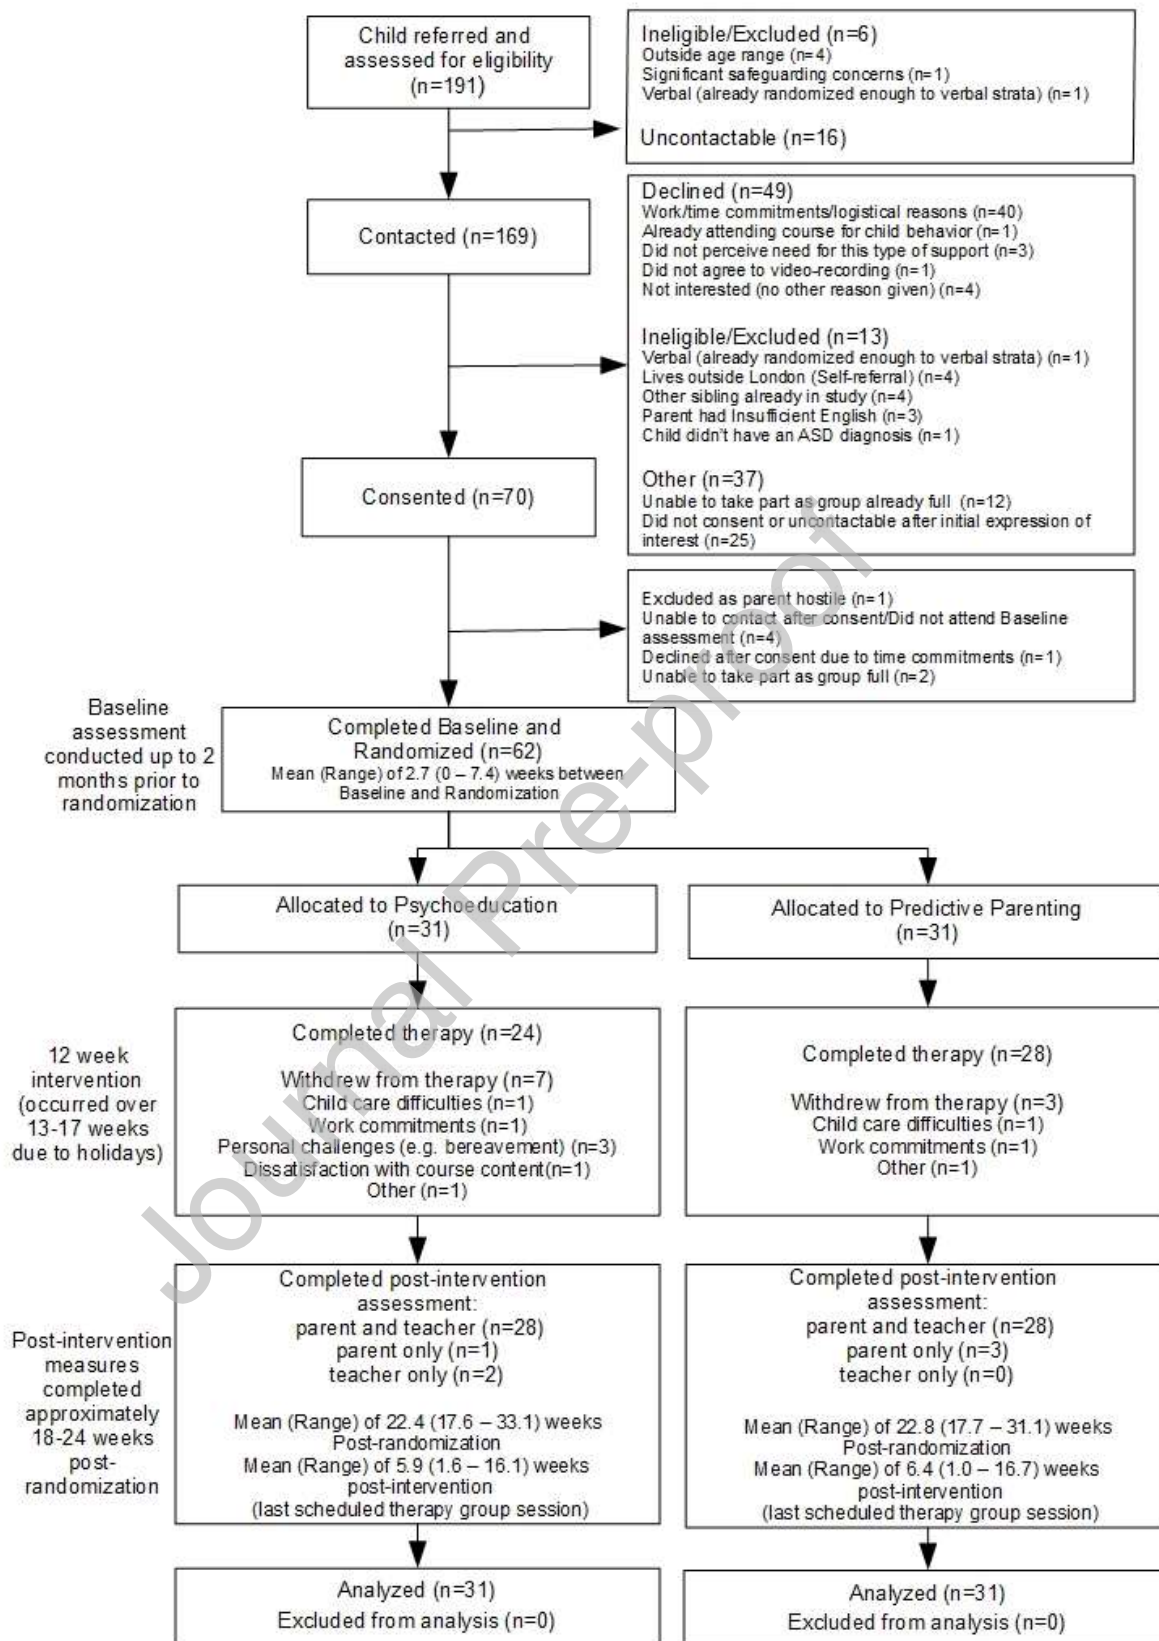 Child referred and
assessed for eligibility
(n=191)
Ineligible/Excluded (n=6)
Outside age range (n=4)
Significant safeguarding concerns (n=1)
Verbal (already randomized enough to verbal strata) (n=1)
Uncontactable (n=16)
Contacted (n=169)
Declined (n=49)
Work/time commitments/logistical reasons (n=40)
Already attending course for child behavior (n=1)
Did not perceive need for this type of support (n=3)
Did not agree to video-recording (n=1)
Not interested (no other reason given) (n=4)
Ineligible/Excluded (n=13)
Verbal (already randomized enough to verbal strata) (n=1)
Lives outside London (Self-referral) (n=4)
Other sibling already in study (n=4)
Parent had Insufficient English (n=3)
Child didn't have an ASD diagnosis (n=1)
Other (n=37)
Unable to take part as group already full (n=12)
Did not consent or uncontactable after initial expression of
interest (n=25)
Consented (n=70)
Excluded as parent hostile (n=1)
Unable to contact after consent/Did not attend Baseline
assessment (n=4)
Declined after consent due to time commitments (n=1)
Unable to take part as group full (n=2)
Baseline
assessment
conducted up to 2
months prior to
randomization
Completed Baseline and
Randomized (n=62)
Mean (Range) of 2.7 (0 – 7.4) weeks between
Baseline and Randomization
Allocated to Psychoeducation
(n=31)
Allocated to Predictive Parenting
(n=31)
12 week
intervention
(occurred over
13-17 weeks
due to holidays)
Completed therapy (n=24)
Withdrew from therapy (n=7)
Child care difficulties (n=1)
Work commitments (n=1)
Personal challenges (e.g. bereavement) (n=3)
Dissatisfaction with course content(n=1)
Other (n=1)
Completed therapy (n=28)
Withdrew from therapy (n=3)
Child care difficulties (n=1)
Work commitments (n=1)
Other (n=1)
Post-intervention
measures
completed
approximately
18-24 weeks
post-
randomization
Completed post-intervention
assessment:
parent and teacher (n=28)
parent only (n=1)
teacher only (n=2)
Mean (Range) of 22.4 (17.6 – 33.1) weeks
Post-randomization
Mean (Range) of 5.9 (1.6 – 16.1) weeks
post-intervention
(last scheduled therapy group session)
Completed post-intervention
assessment:
parent and teacher (n=28)
parent only (n=3)
teacher only (n=0)
Mean (Range) of 22.8 (17.7 – 31.1) weeks
Post-randomization
Mean (Range) of 6.4 (1.0 – 16.7) weeks
post-intervention
(last scheduled therapy group session)
Analyzed (n=31)
Excluded from analysis (n=0)
Analyzed (n=31)
Excluded from analysis (n=0)
Journal Pre-proof